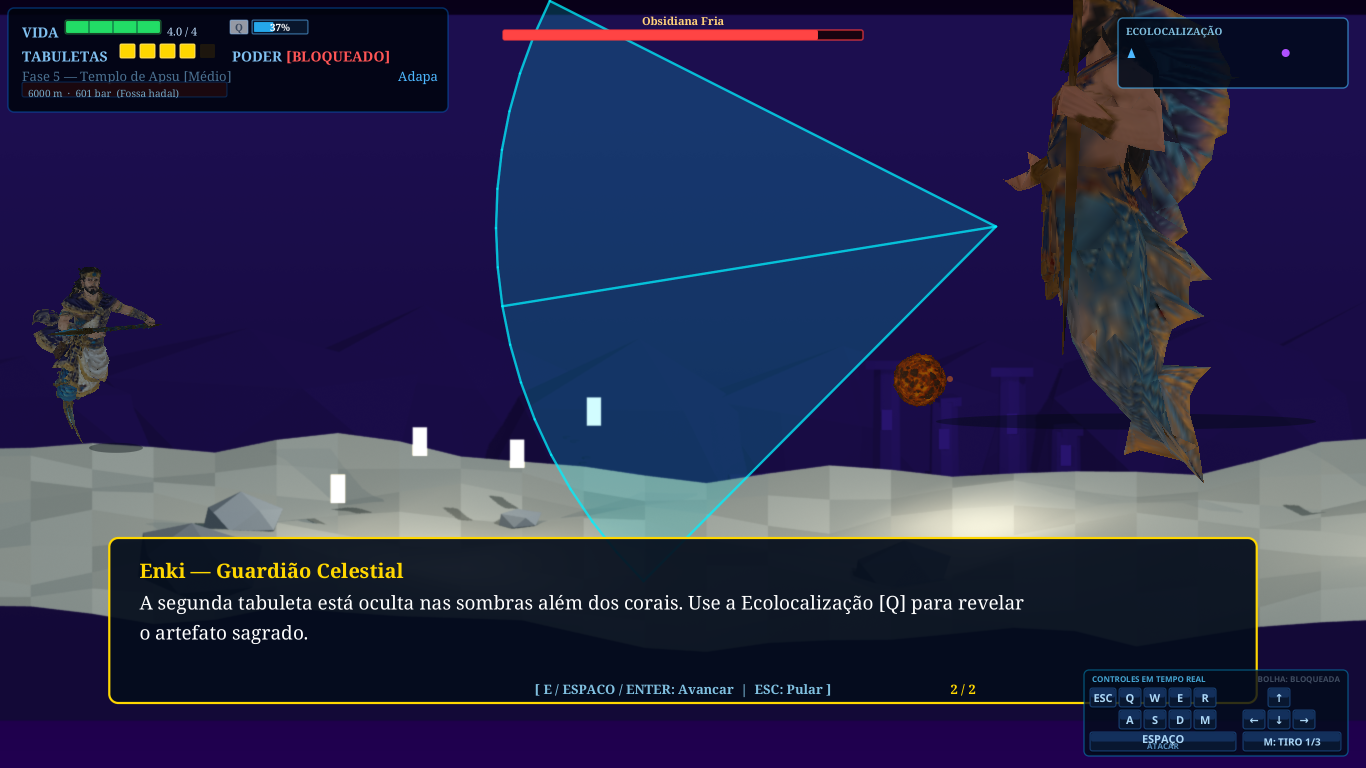 VIDA 4.0 / 4 Q 37%
TABULETAS PODER [BLOQUEADO]
Fase 5 — Templo de Apsu [Médio] Adapa
6000 m · 601 bar (Fossa hadal)
Obsidiana Fria
ECOLOCALIZAÇÃO
Enki — Guardião Celestial
A segunda tabuleta está oculta nas sombras além dos corais. Use a Ecolocalização [Q] para revelar
o artefato sagrado.
[ E / ESPACO / ENTER: Avancar | ESC: Pular ] 2 / 2
CONTROLES EM TEMPO REAL BOLHA: BLOQUEADA
ESC Q W E R ↑
A S D M ← ↓ →
ESPAÇO M: TIRO 1/3
ATACAR